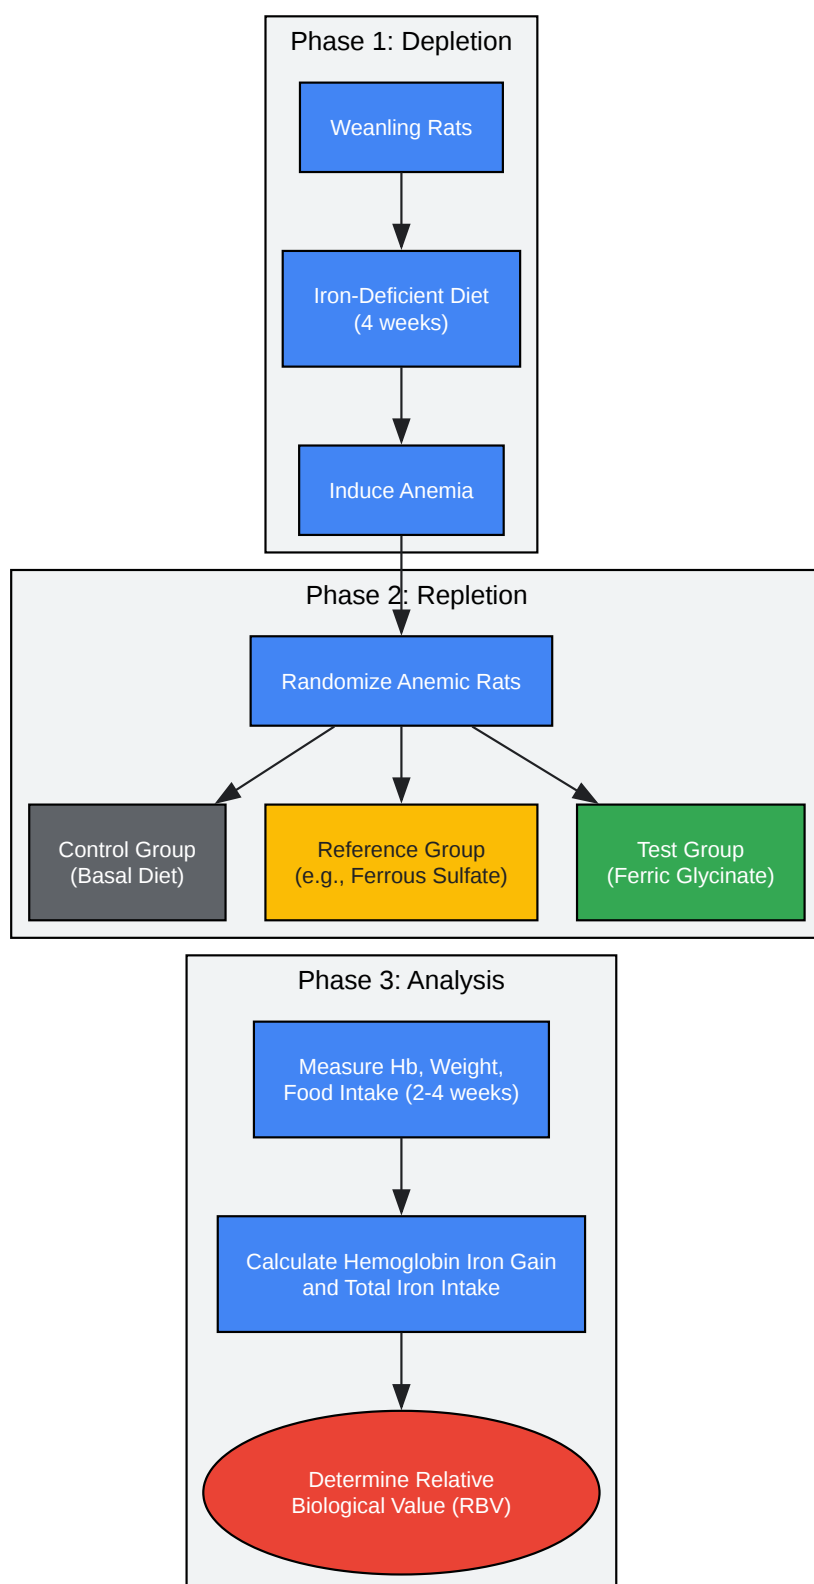 Phase 1: Depletion
Weanling Rats
Iron-Deficient Diet
(4 weeks)
Induce Anemia
Phase 2: Repletion
Randomize Anemic Rats
Control Group
(Basal Diet)
Reference Group
(e.g., Ferrous Sulfate)
Test Group
(Ferric Glycinate)
Phase 3: Analysis
Measure Hb, Weight,
Food Intake (2-4 weeks)
Calculate Hemoglobin Iron Gain
and Total Iron Intake
Determine Relative
Biological Value (RBV)